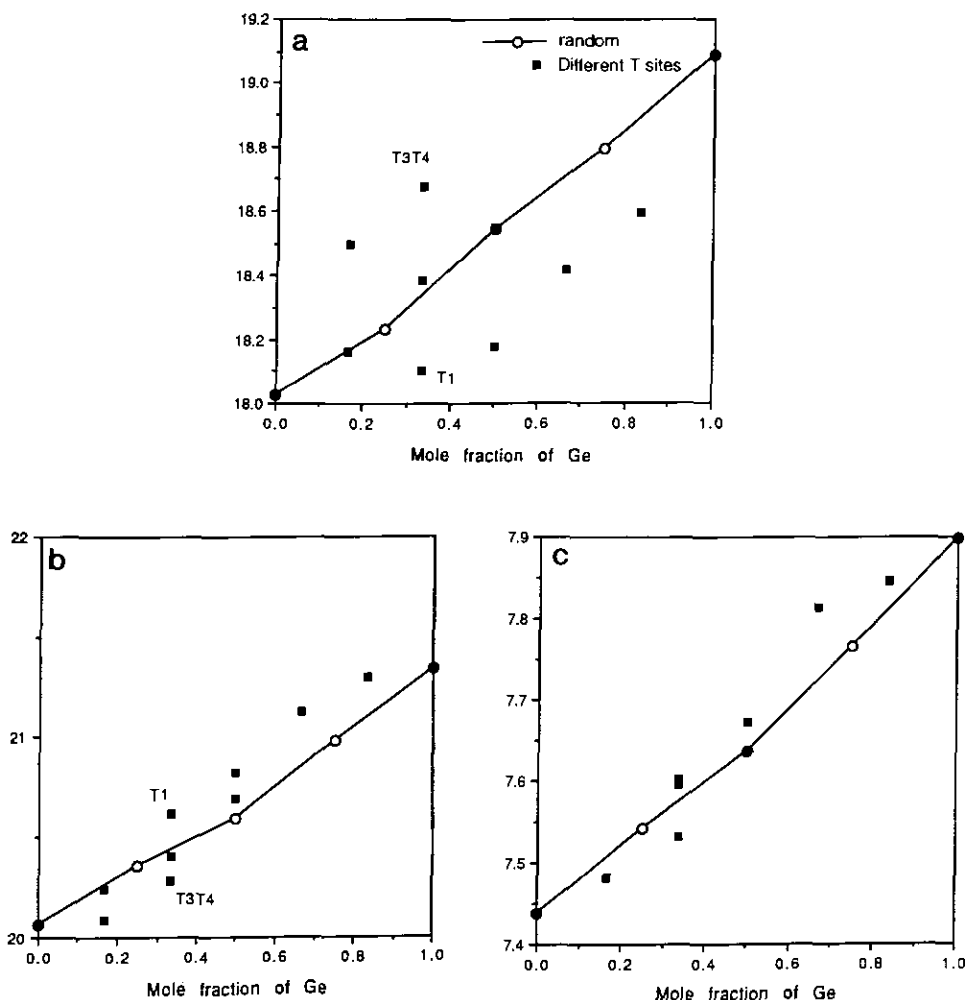 a
random
Different T sites
19.2
19.0
18.8
T3T4
18.6
18.4
18.2
T1
18.0
0.0 0.2 0.4 0.6 0.8 1.0
Mole fraction of Ge
b
22
21
T1
T3T4
20
0.0 0.2 0.4 0.6 0.8 1.0
Mole fraction of Ge
c
7.9
7.8
7.7
7.6
7.5
7.4
0.0 0.2 0.4 0.6 0.8 1.0
Mole fraction of Ge